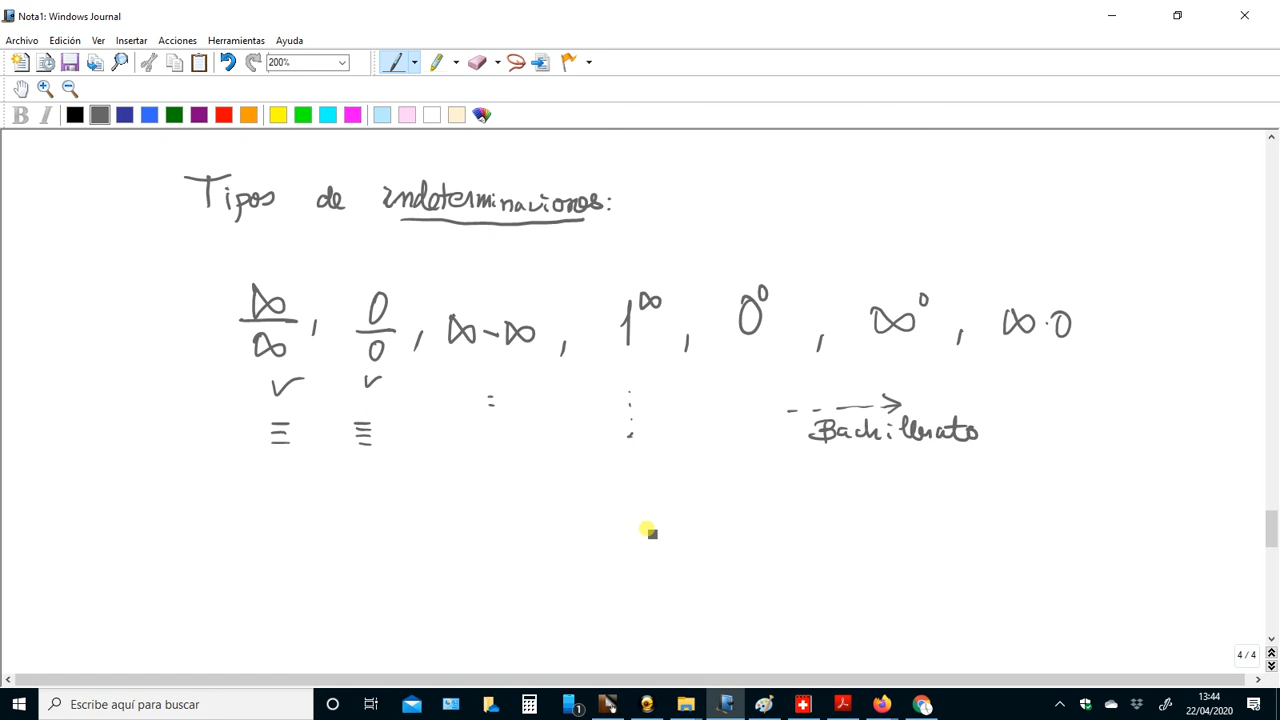 Nota1: Windows Journal
Archivo Edición Ver Insertar Acciones Herramientas Ayuda
200%
B I
Tipos de indeterminaciones:
∞/∞ , 0/0 , ∞-∞ , 1^∞ , 0^0 , ∞^0 , ∞·0
Bachillerato
4 / 4
Escribe aquí para buscar
1
13:44
22/04/2020